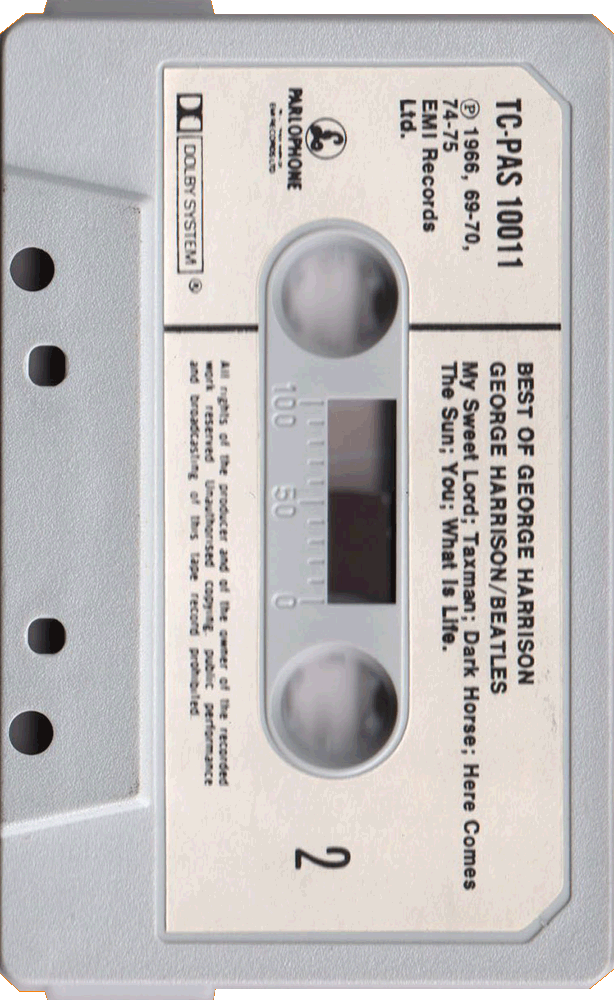 TC-PAS 10011
Ⓟ 1966, 69-70,
74-75
EMI Records
Ltd.
£
PARLOPHONE
DOLBY SYSTEM ®
BEST OF GEORGE HARRISON
GEORGE HARRISON/BEATLES
My Sweet Lord; Taxman; Dark Horse; Here Comes
The Sun; You; What Is Life.
100 50 0
2
All rights of the producer and of the owner of the recorded
work reserved. Unauthorised copying, public performance
and broadcasting of this tape record prohibited.